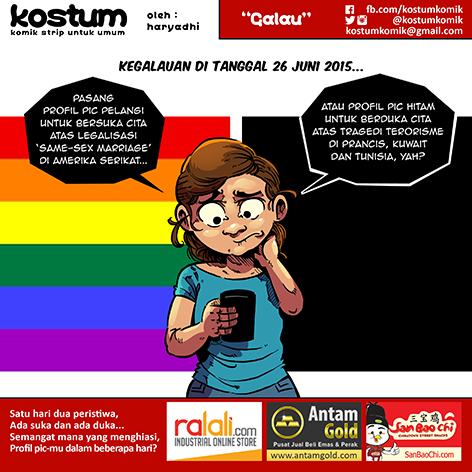 kostum
komik strip untuk umum
oleh :
haryadhi
"Galau"
fb.com/kostumkomik
@kostumkomik
kostumkomik@gmail.com
KEGALAUAN DI TANGGAL 26 JUNI 2015...
PASANG
PROFIL PIC PELANGI
UNTUK BERSUKA CITA
ATAS LEGALISASI
'SAME-SEX MARRIAGE'
DI AMERIKA SERIKAT...
ATAU PROFIL PIC HITAM
UNTUK BERDUKA CITA
ATAS TRAGEDI TERORISME
DI PRANCIS, KUWAIT
DAN TUNISIA, YAH?
Satu hari dua peristiwa,
Ada suka dan ada duka...
Semangat mana yang menghiasi,
Profil pic-mu dalam beberapa hari?
ralali.com
INDUSTRIAL ONLINE STORE
Antam
Gold
Pusat Jual Beli Emas & Perak
www.antamgold.com
三宝鸡
San Bao Chi
SanBaoChi.com